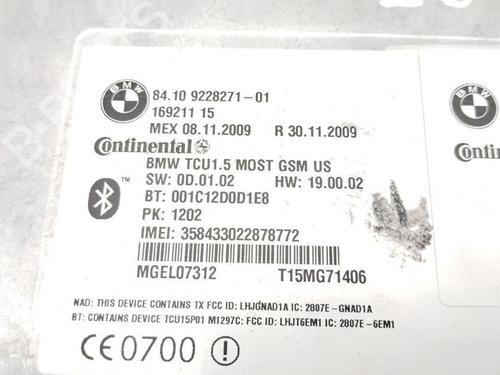 BMW
84.10 9228271-01
169211 15
MEX 08.11.2009 R 30.11.2009
Continental
BMW TCU1.5 MOST GSM US
SW: 0D.01.02 HW: 19.00.02
BT: 001C12D0D1E8
PK: 1202
IMEI: 358433022878772
MGEL07312 T15MG71406
NAD: THIS DEVICE CONTAINS TX FCC ID: LHJGNAD1A IC: 2807E-GNAD1A
BT: CONTAINS DEVICE TCU15P01 M1297C: FCC ID: LHJT6EM1 IC: 2807E-6EM1
CE0700